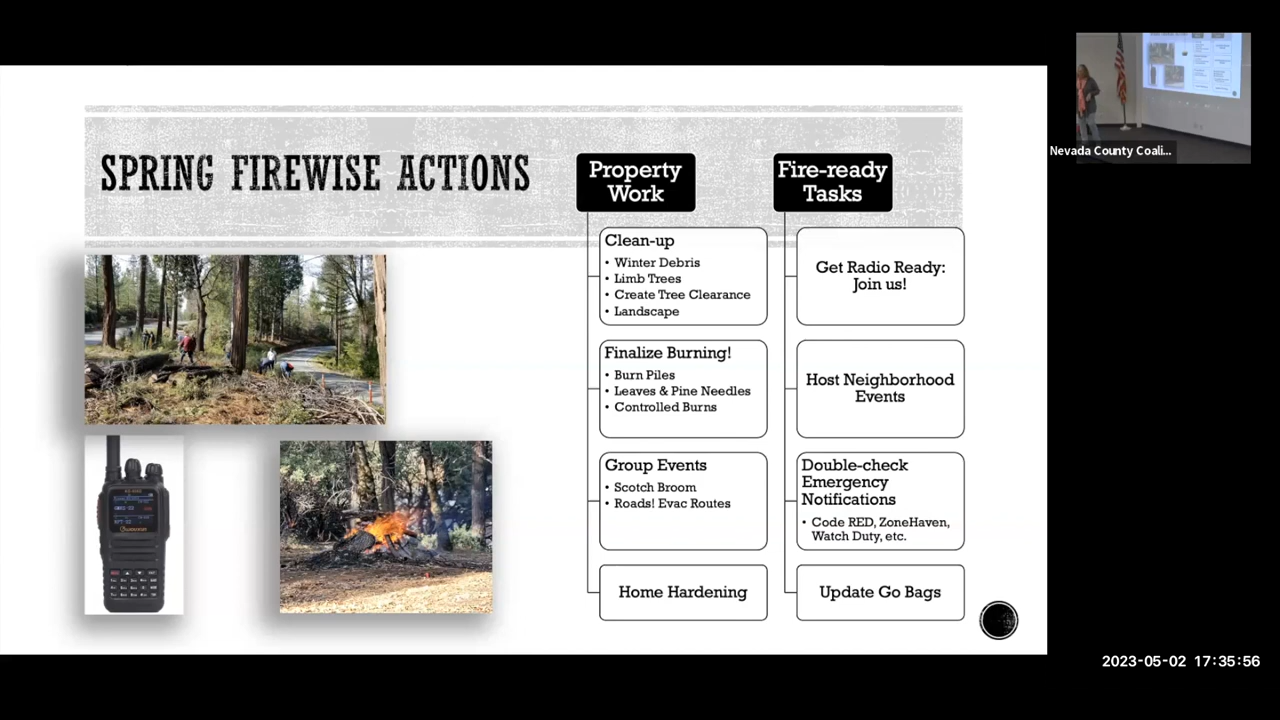 SPRING FIREWISE ACTIONS
Property
Work
Clean-up
• Winter Debris
• Limb Trees
• Create Tree Clearance
• Landscape
Finalize Burning!
• Burn Piles
• Leaves & Pine Needles
• Controlled Burns
Group Events
• Scotch Broom
• Roads! Evac Routes
Home Hardening
Fire-ready
Tasks
Get Radio Ready:
Join us!
Host Neighborhood
Events
Double-check
Emergency
Notifications
• Code RED, ZoneHaven,
Watch Duty, etc.
Update Go Bags
Nevada County Coali...
2023-05-02 17:35:56